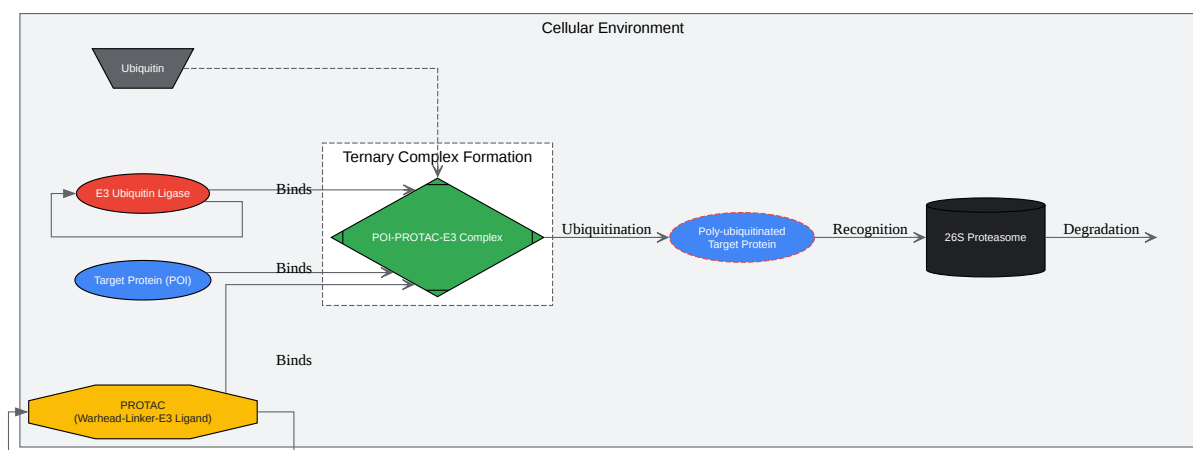 Cellular Environment
Ubiquitin
Ternary Complex Formation
E3 Ubiquitin Ligase
Binds
POI-PROTAC-E3 Complex
Ubiquitination
Poly-ubiquitinated
Target Protein
Recognition
26S Proteasome
Degradation
Target Protein (POI)
Binds
Binds
PROTAC
(Warhead-Linker-E3 Ligand)